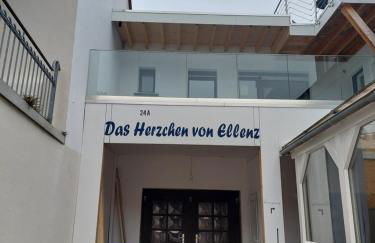 24A
Das Herzchen von Ellenz